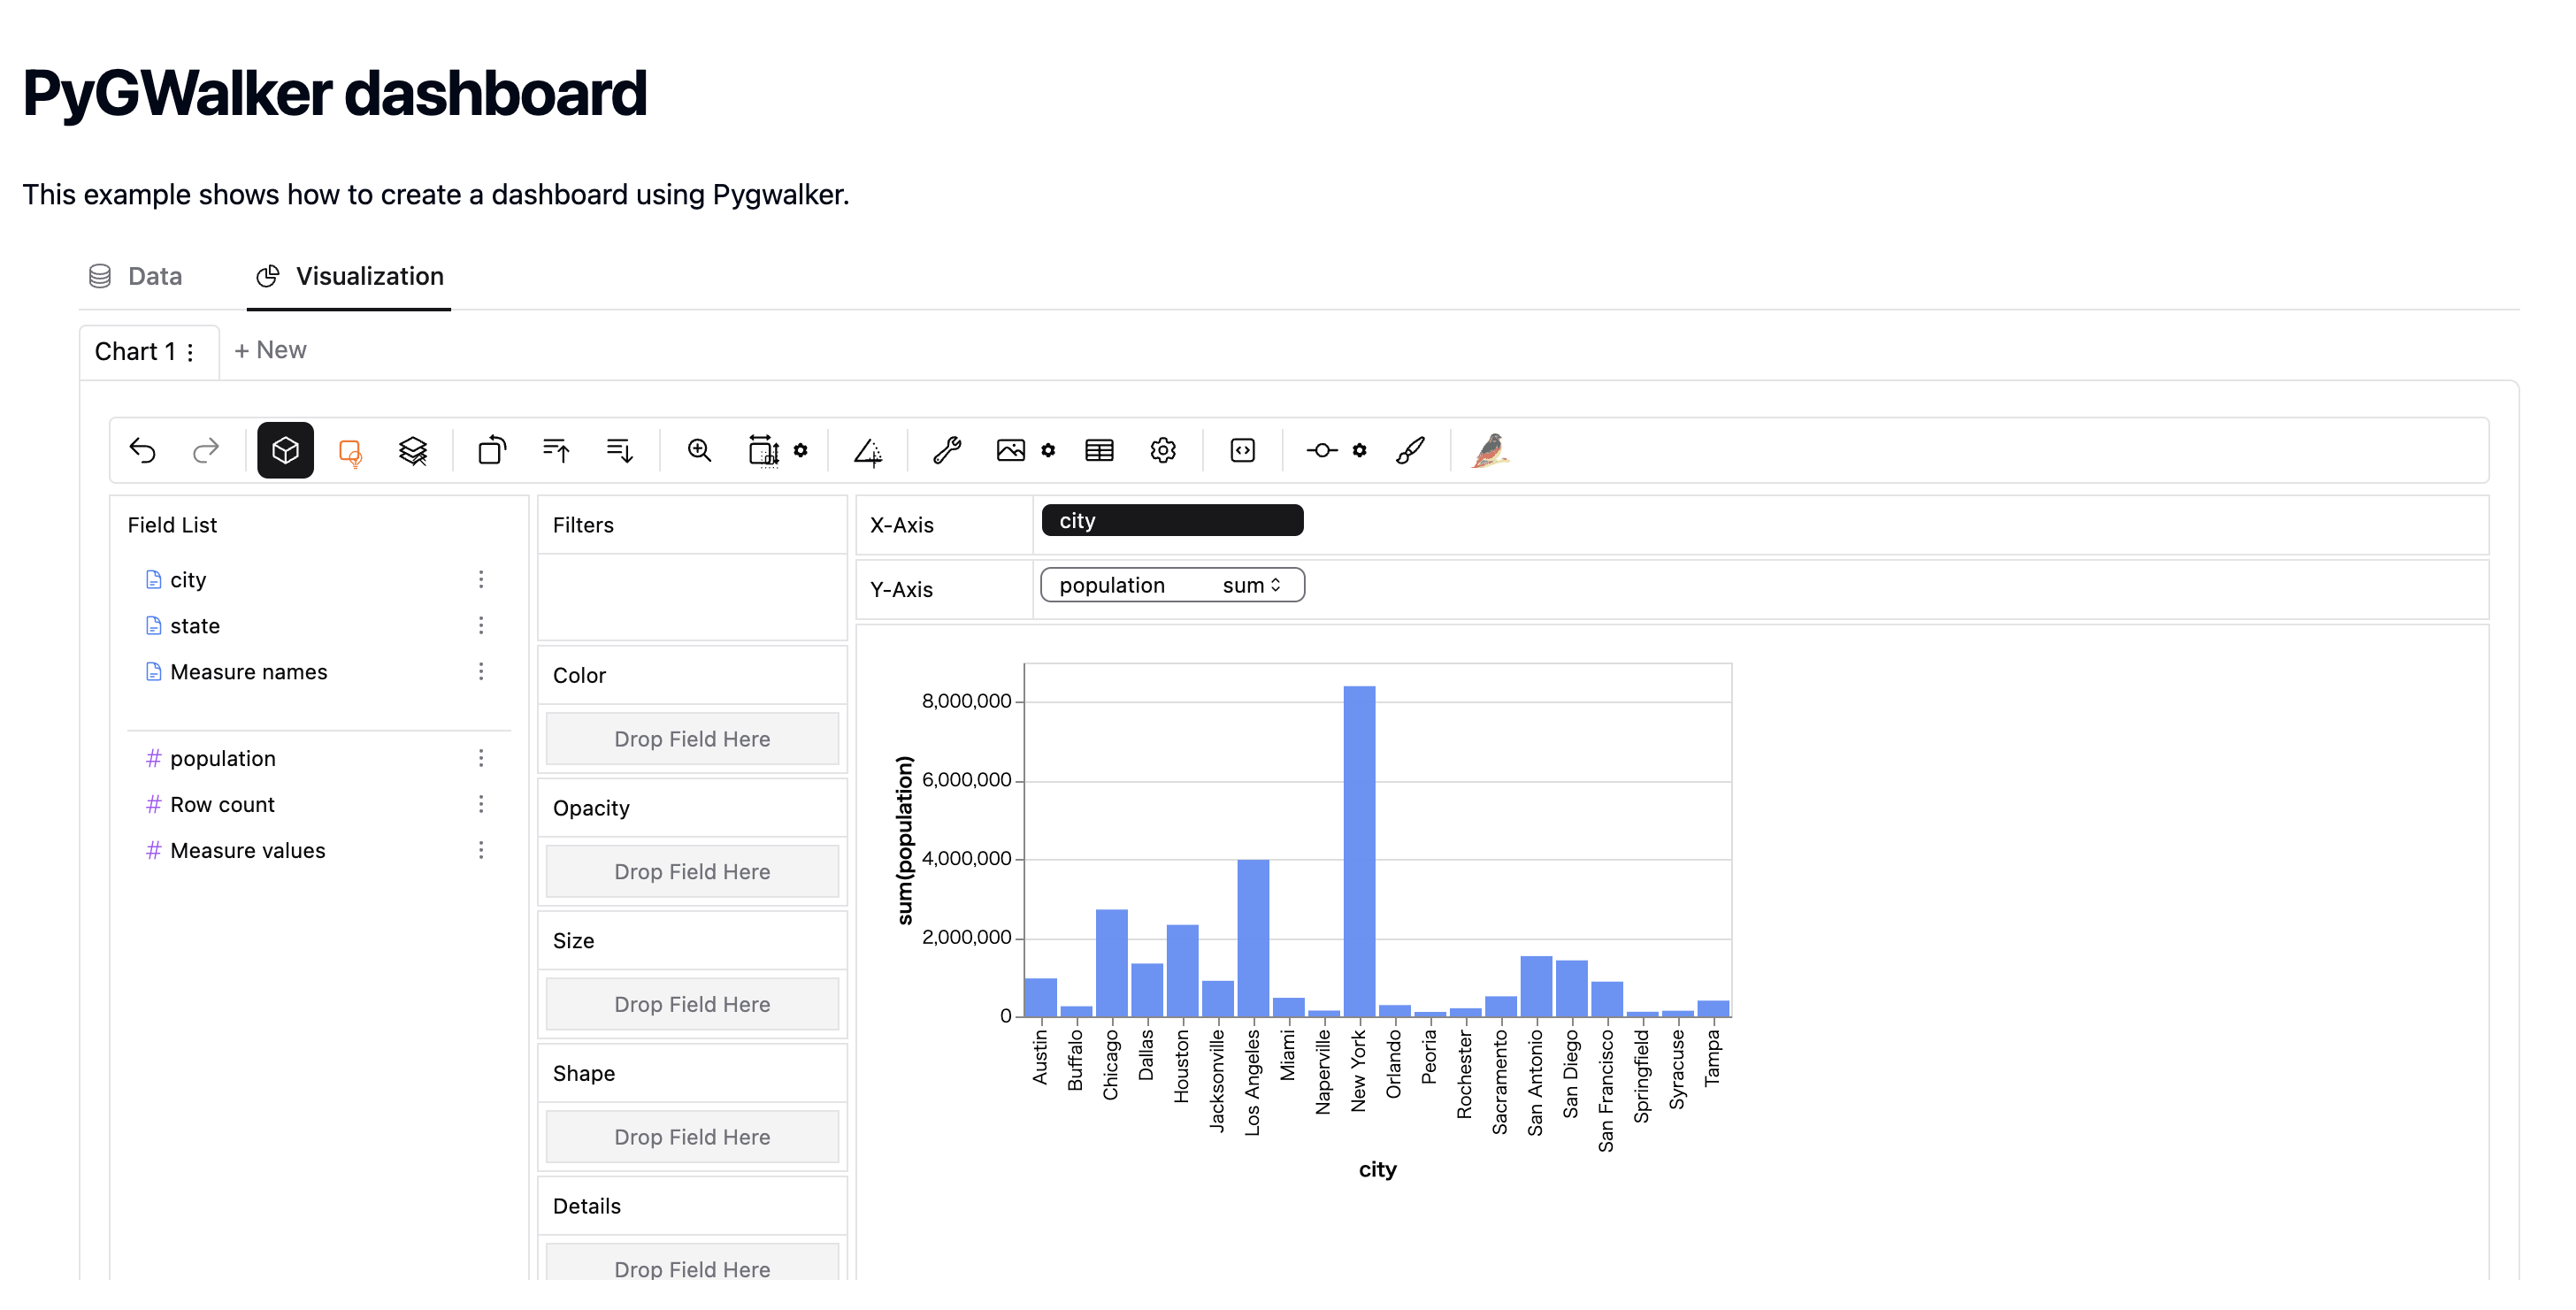 PyGWalker dashboard
This example shows how to create a dashboard using Pygwalker.
Data
Visualization
Chart 1
+ New
Field List
city
state
Measure names
# population
# Row count
# Measure values
Filters
Color
Drop Field Here
Opacity
Drop Field Here
Size
Drop Field Here
Shape
Drop Field Here
Details
Drop Field Here
X-Axis
city
Y-Axis
population sum
sum(population)
8,000,000
6,000,000
4,000,000
2,000,000
0
Austin
Buffalo
Chicago
Dallas
Houston
Jacksonville
Los Angeles
Miami
Naperville
New York
Orlando
Peoria
Rochester
Sacramento
San Antonio
San Diego
San Francisco
Springfield
Syracuse
Tampa
city